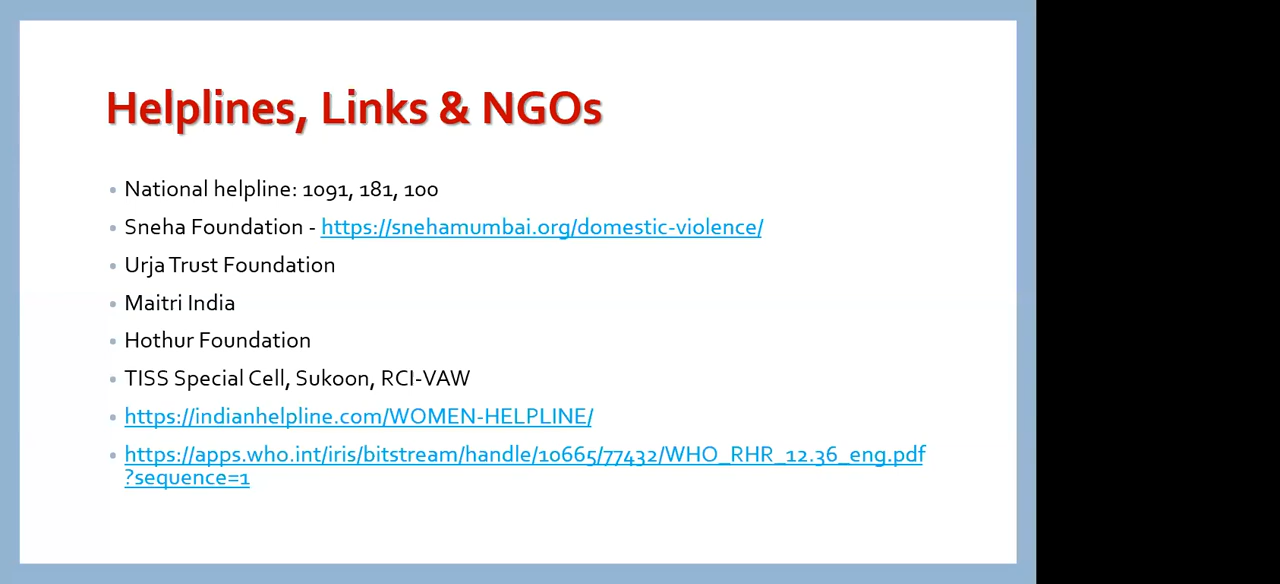 Helplines, Links & NGOs
• National helpline: 1091, 181, 100
• Sneha Foundation - https://snehamumbai.org/domestic-violence/
• Urja Trust Foundation
• Maitri India
• Hothur Foundation
• TISS Special Cell, Sukoon, RCI-VAW
• https://indianhelpline.com/WOMEN-HELPLINE/
• https://apps.who.int/iris/bitstream/handle/10665/77432/WHO_RHR_12.36_eng.pdf
?sequence=1